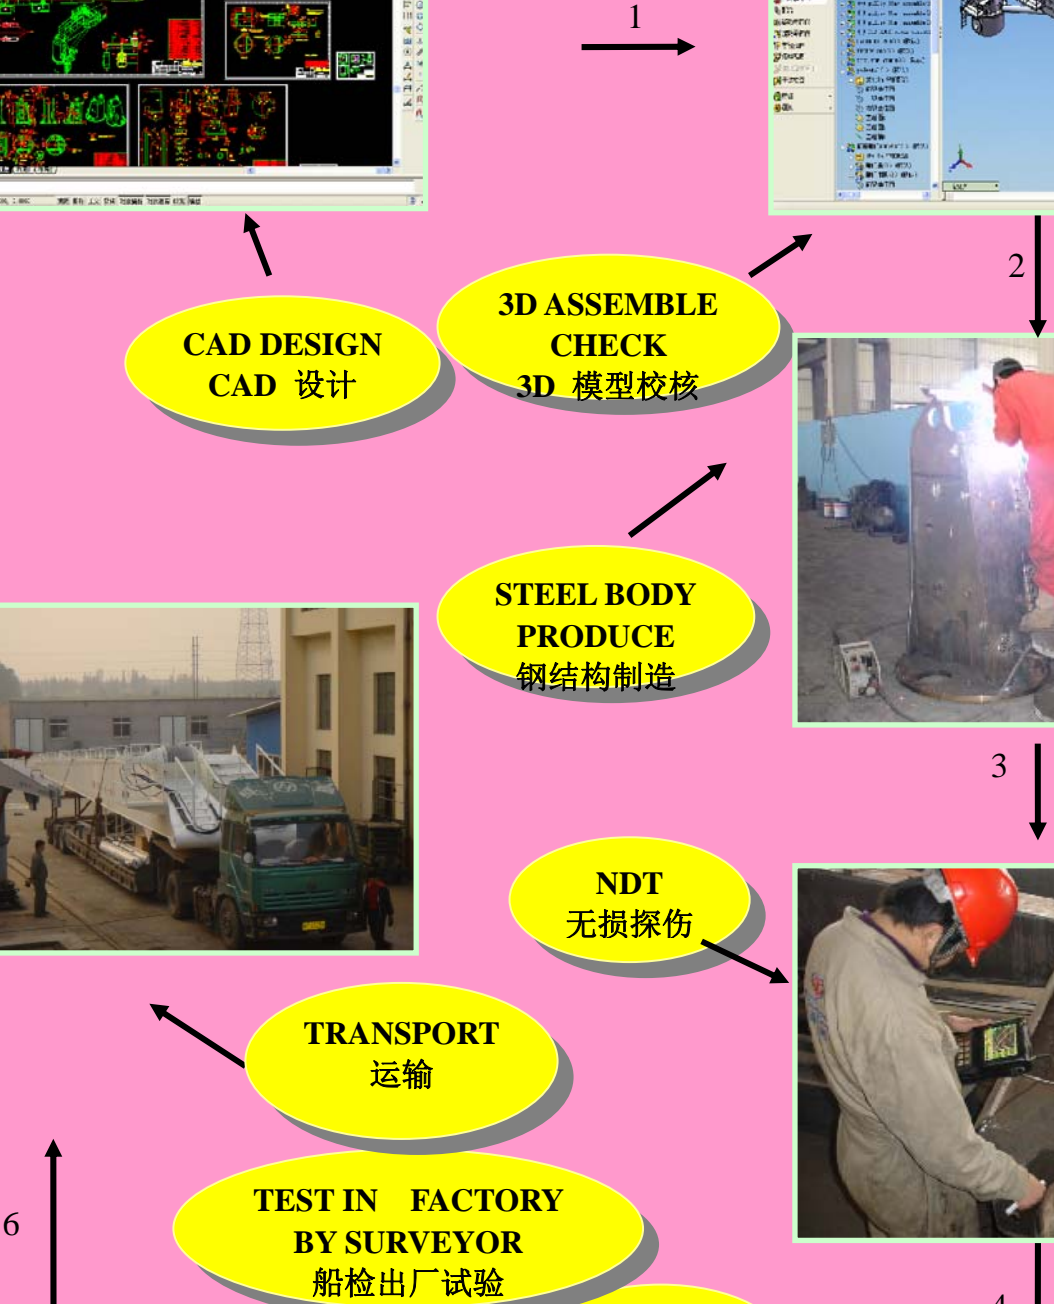 1
2
CAD DESIGN
CAD 设计
3D ASSEMBLE
CHECK
3D 模型校核
STEEL BODY
PRODUCE
钢结构制造
3
NDT
无损探伤
TRANSPORT
运输
TEST IN FACTORY
BY SURVEYOR
船检出厂试验
6
4